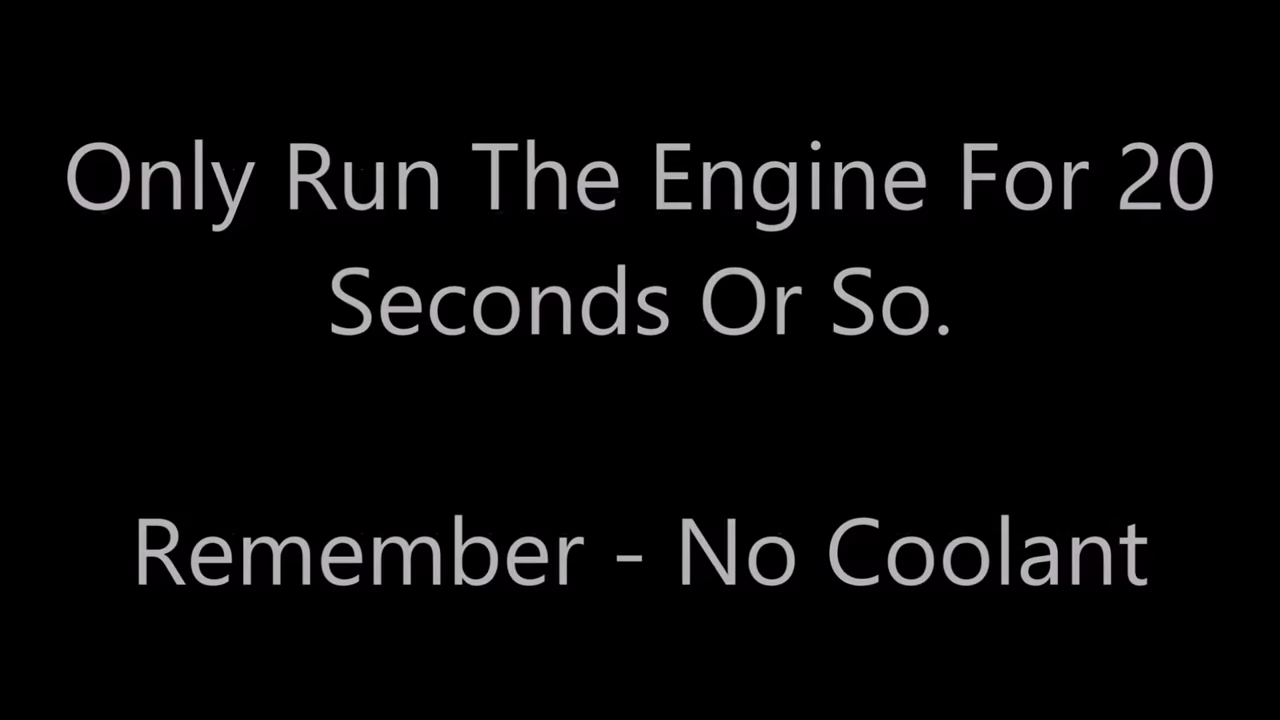 Only Run The Engine For 20
Seconds Or So.
Remember - No Coolant